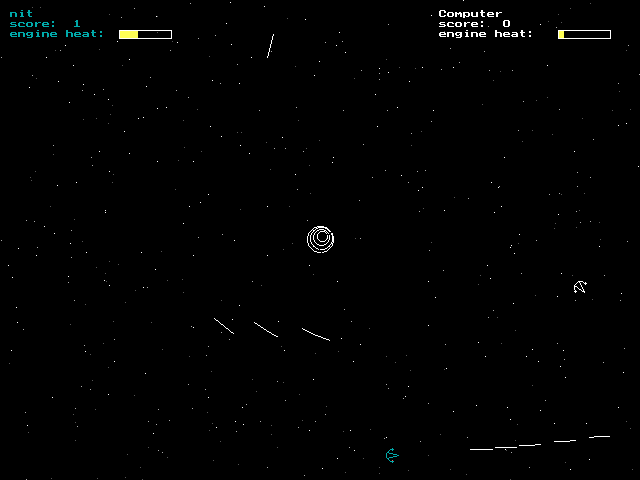 nit
score: 1
engine heat:
Computer
score: 0
engine heat: